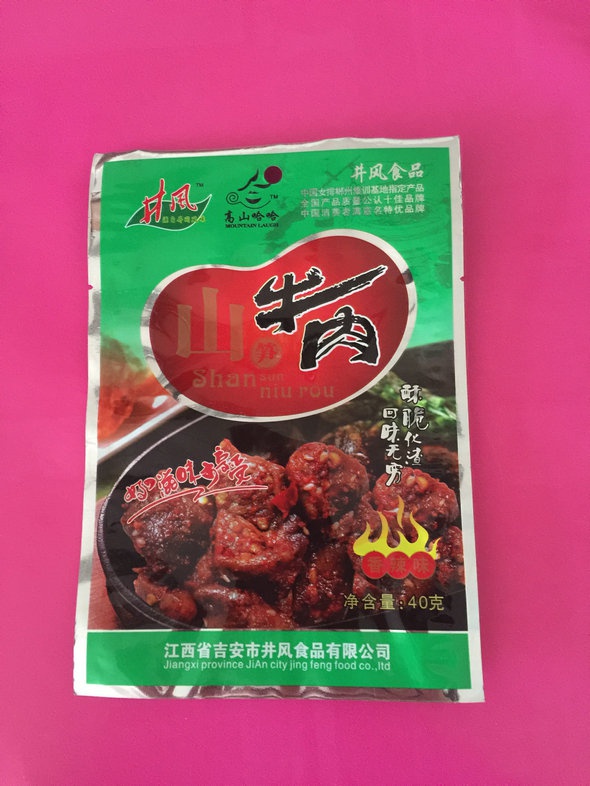 井风
TM
高山哈哈
TM
MOUNTAIN LAUGH
井风食品
中国女排郴州集训基地指定产品
全国产品质量公认十佳品牌
中国消费者满意名特优品牌
牛肉
山
井
Shan
sun
niu rou
酥脆化渣
回味无穷
香辣味
净含量:40克
江西省吉安市井风食品有限公司
Jiangxi province JiAn city jing feng food co.,ltd